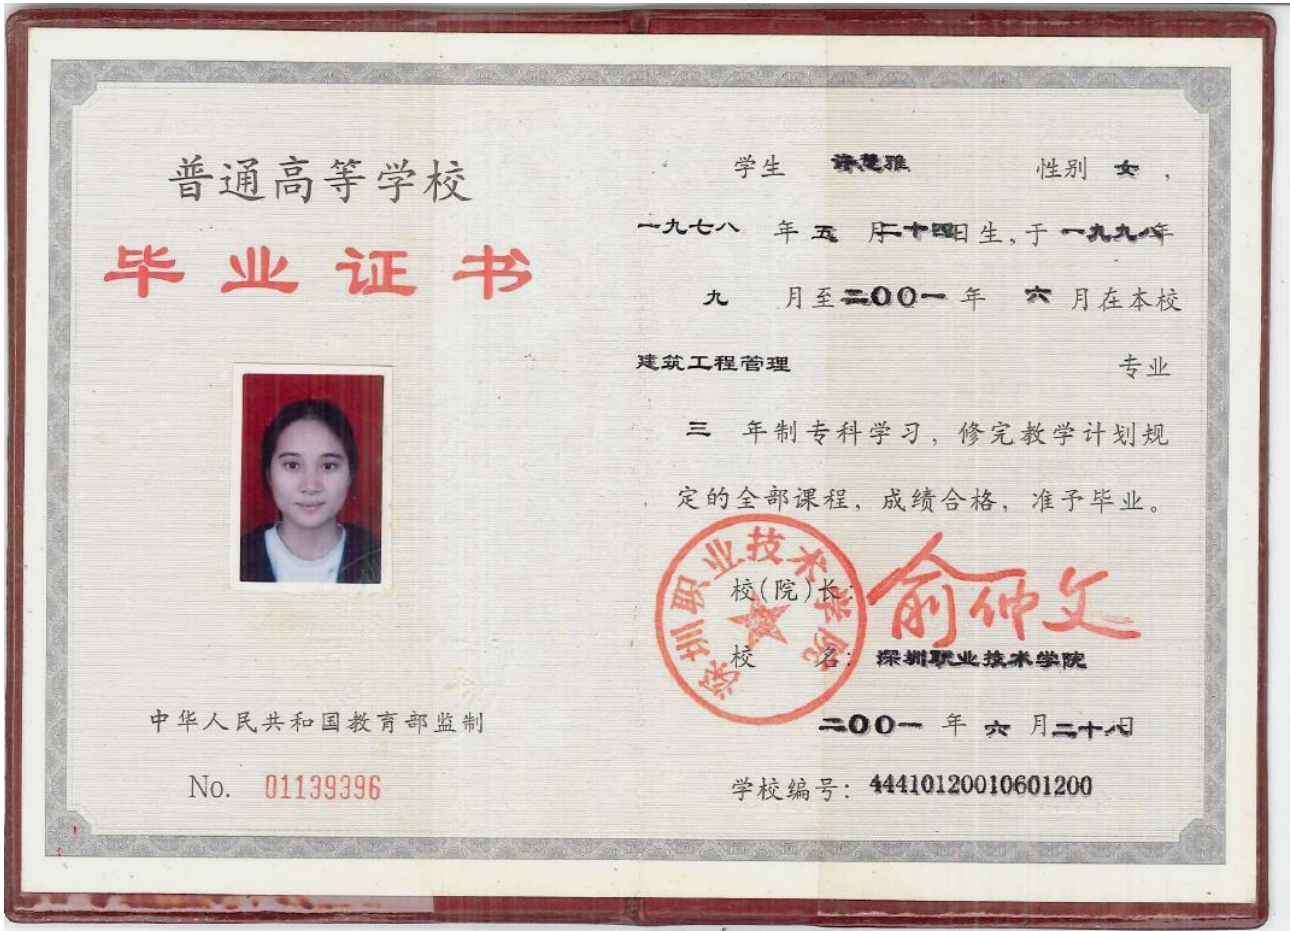 普通高等学校
毕业证书
中华人民共和国教育部监制
No. 01139396
学生 慧雅 性别 女,
一九七八 年 五 月二十四日生,于一九九八年
九 月至二00一 年 六 月在本校
建筑工程管理 专业
三 年制专科学习,修完教学计划规
定的全部课程,成绩合格,准予毕业。
深圳职业技术学院
校(院)长: 俞仲文
校 名: 深圳职业技术学院
二00一 年 六 月二十八日
学校编号: 44410120010601200